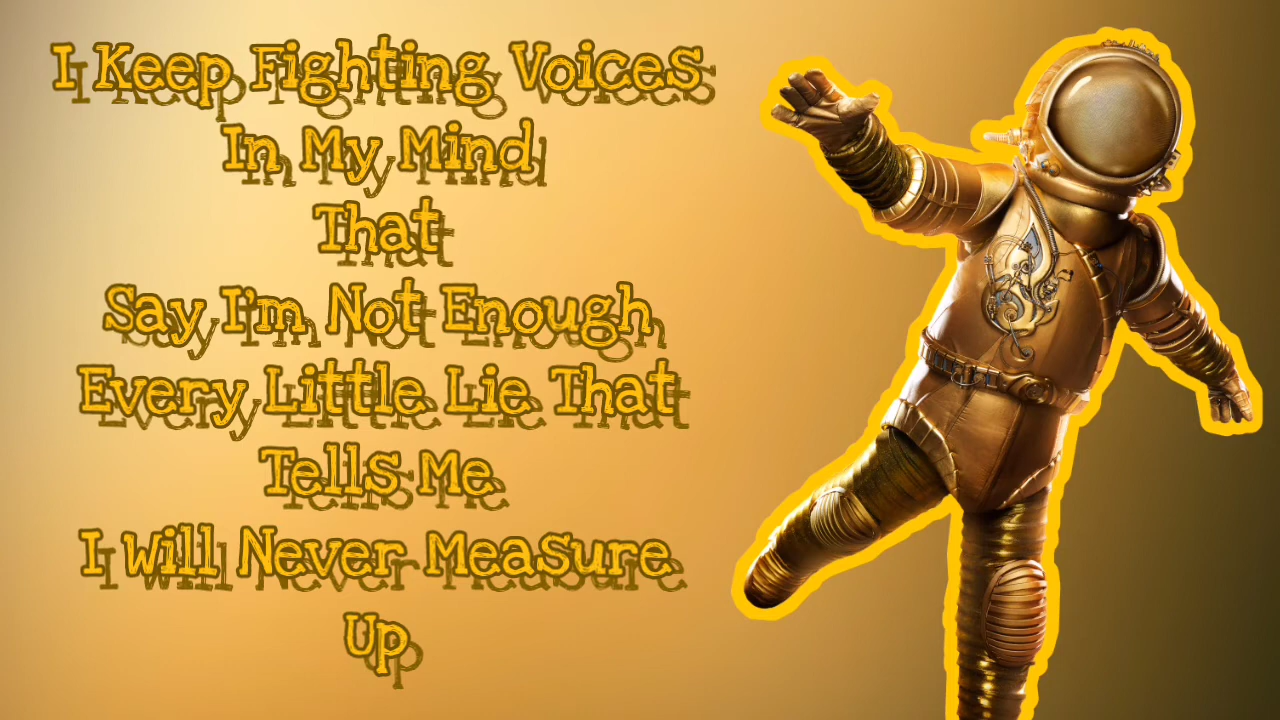 I Keep Fighting Voices
In My Mind
That
Say I'm Not Enough
Every Little Lie That
Tells Me
I Will Never Measure
Up